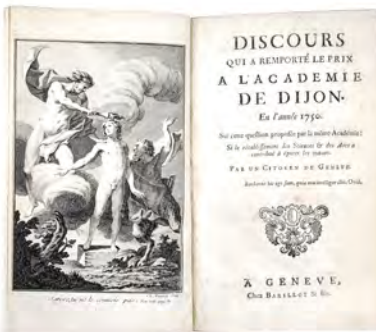 DISCOURS
QUI A REMPORTÉ LE PRIX
A L'ACADEMIE
DE DIJON.
En l'année 1750.
Sur cette question proposée par la même Académie:
Si le rétablissement des Sciences & des Arts a
contribué à épurer les mœurs.
PAR UN CITOYEN DE GENÈVE.
Barbarus hic ego sum, quia non intelligor illis. Ovid.
A GENEVE,
Chez BARILLOT & fils.